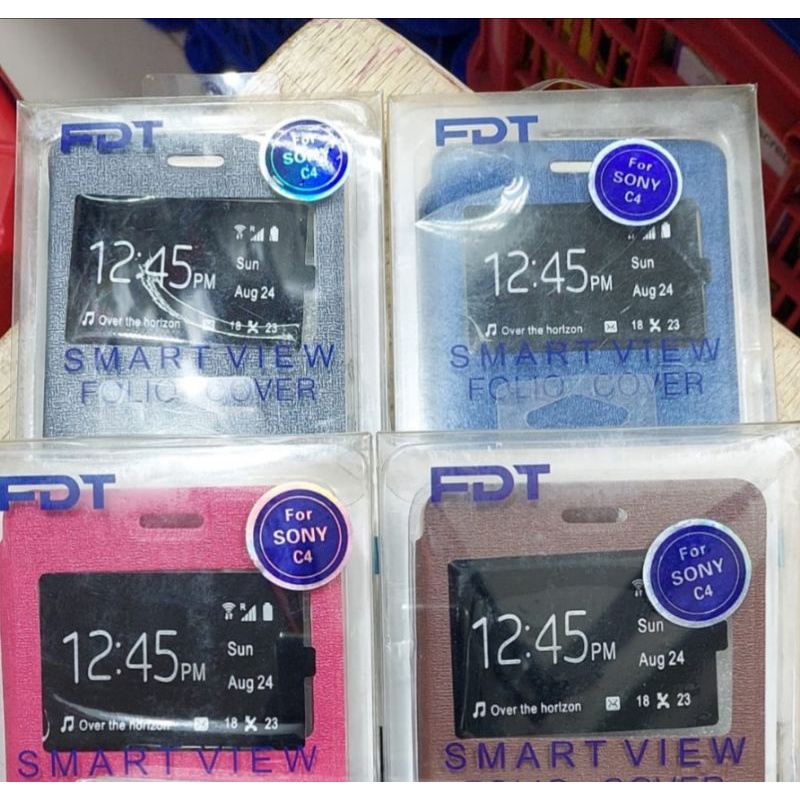 FDT
For
SONY
C4
12:45PM
Sun
Aug 24
Over the horizon
18 23
SMART VIEW
FOLIO COVER
FDT
For
SONY
C4
12:45PM
Sun
Aug 24
Over the horizon
18 23
SMART VIEW
FOLIO COVER
FDT
For
SONY
C4
R
12:45PM
Sun
Aug 24
Over the horizon
18 23
SMART VIEW
FDT
For
SONY
C4
12:45PM
Sun
Aug 24
Over the horizon
18 23
SMART VIEW
FOLIO COVER